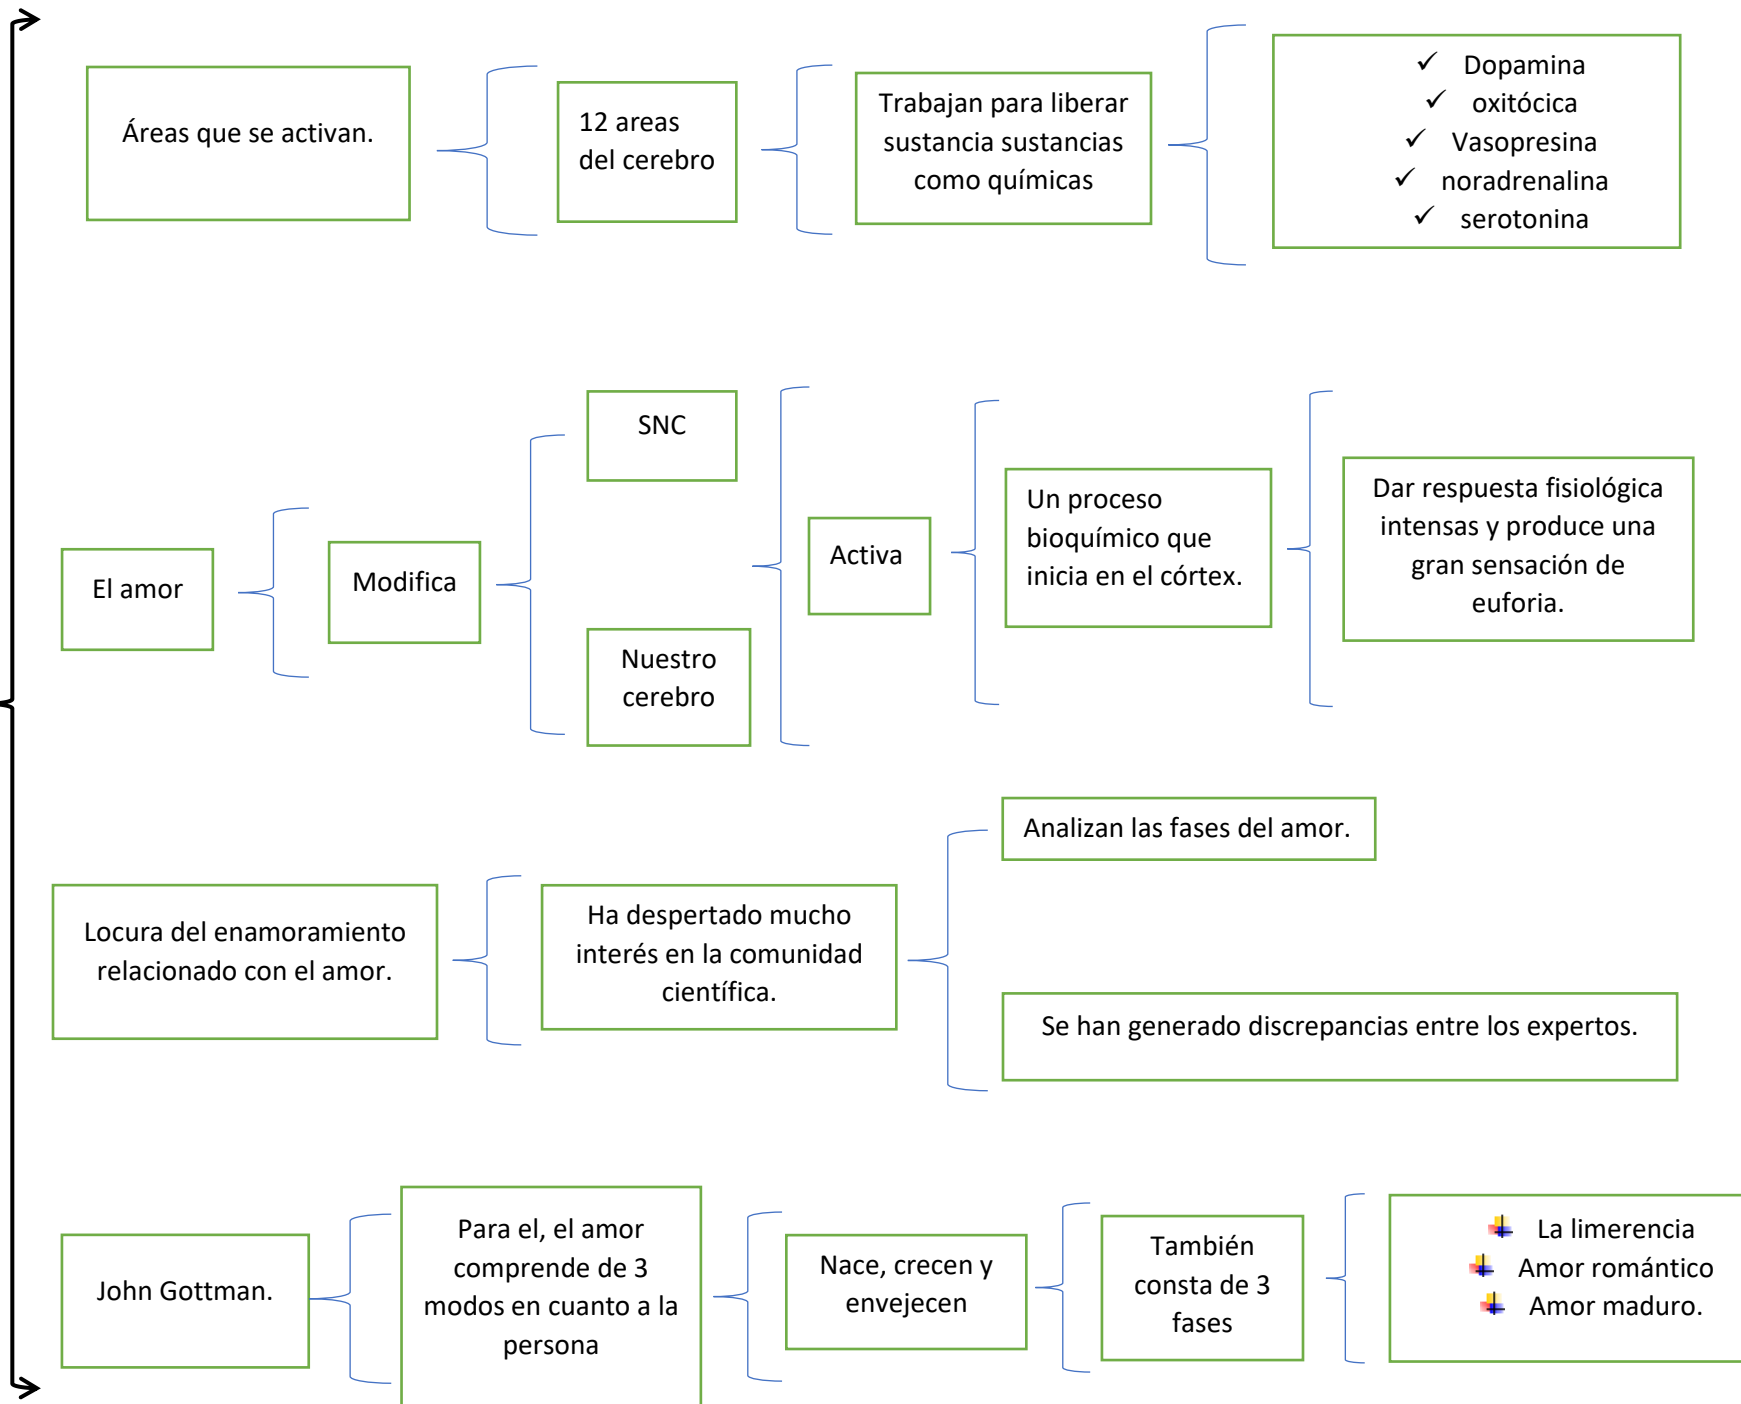 Áreas que se activan.
12 areas
del cerebro
Trabajan para liberar
sustancia sustancias
como químicas
✓ Dopamina
✓ oxitócica
✓ Vasopresina
✓ noradrenalina
✓ serotonina
El amor
Modifica
SNC
Nuestro
cerebro
Activa
Un proceso
bioquímico que
inicia en el córtex.
Dar respuesta fisiológica
intensas y produce una
gran sensación de
euforia.
Locura del enamoramiento
relacionado con el amor.
Ha despertado mucho
interés en la comunidad
científica.
Analizan las fases del amor.
Se han generado discrepancias entre los expertos.
John Gottman.
Para el, el amor
comprende de 3
modos en cuanto a la
persona
Nace, crecen y
envejecen
También
consta de 3
fases
La limerencia
Amor romántico
Amor maduro.